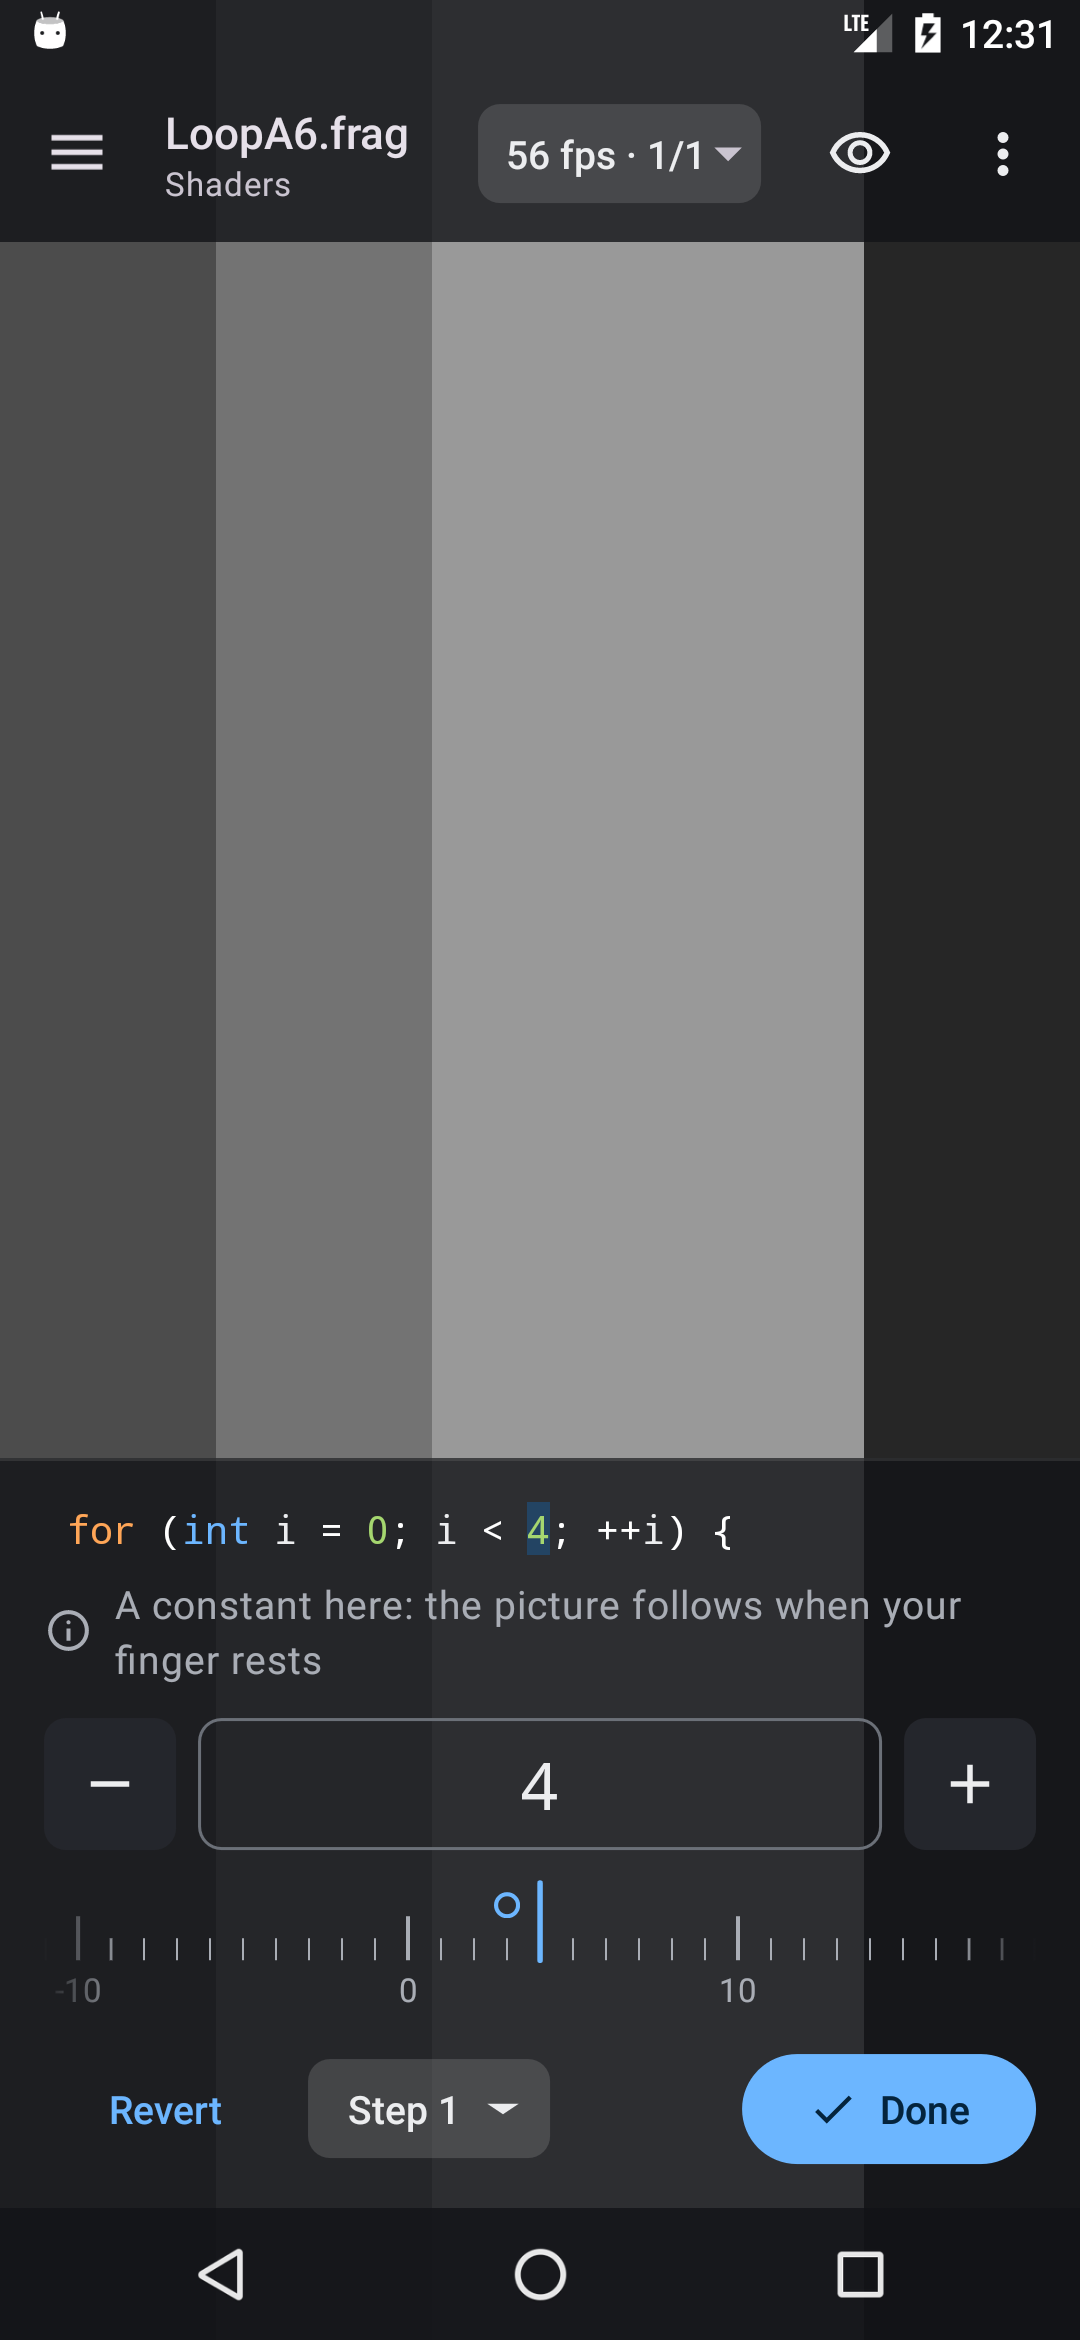 LTE 12:31
LoopA6.frag
Shaders
56 fps · 1/1
for (int i = 0; i < 4; ++i) {
A constant here: the picture follows when your
finger rests
4
-10 0 10
Revert Step 1 Done